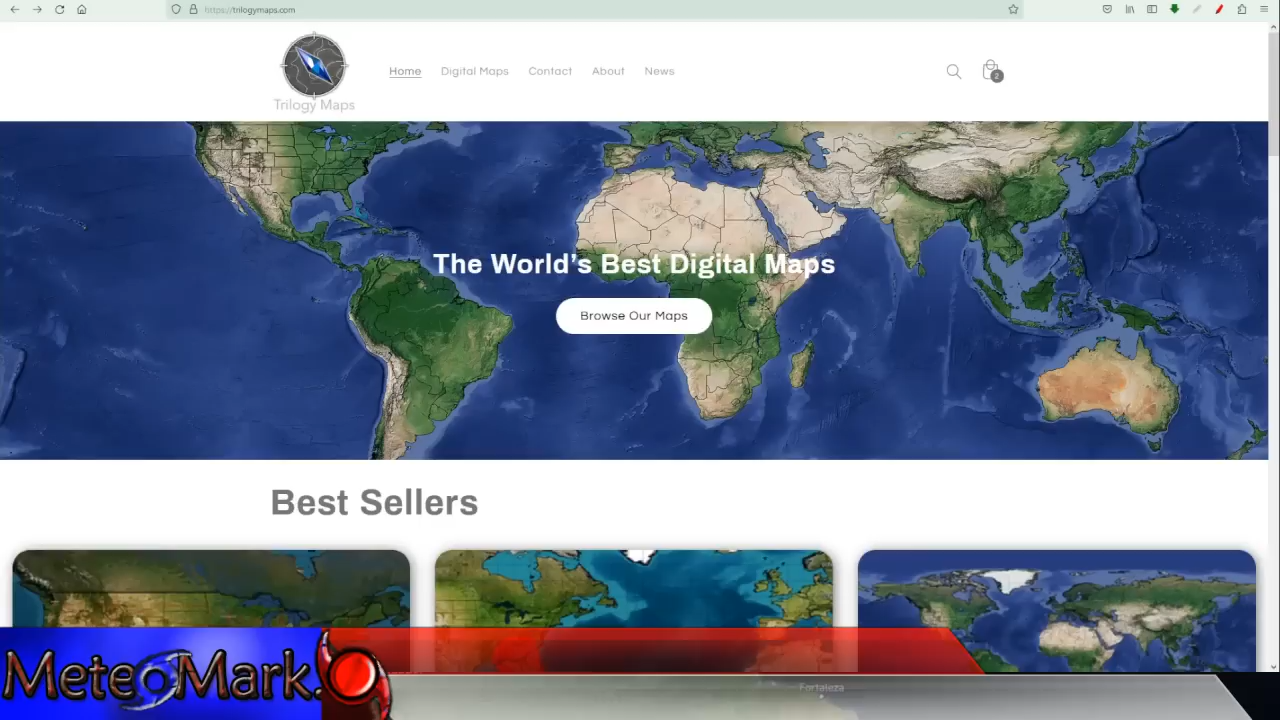 https://trilogymaps.com
Trilogy Maps
Home
Digital Maps
Contact
About
News
2
The World's Best Digital Maps
Browse Our Maps
Best Sellers
MeteoMark.
Fortaleza